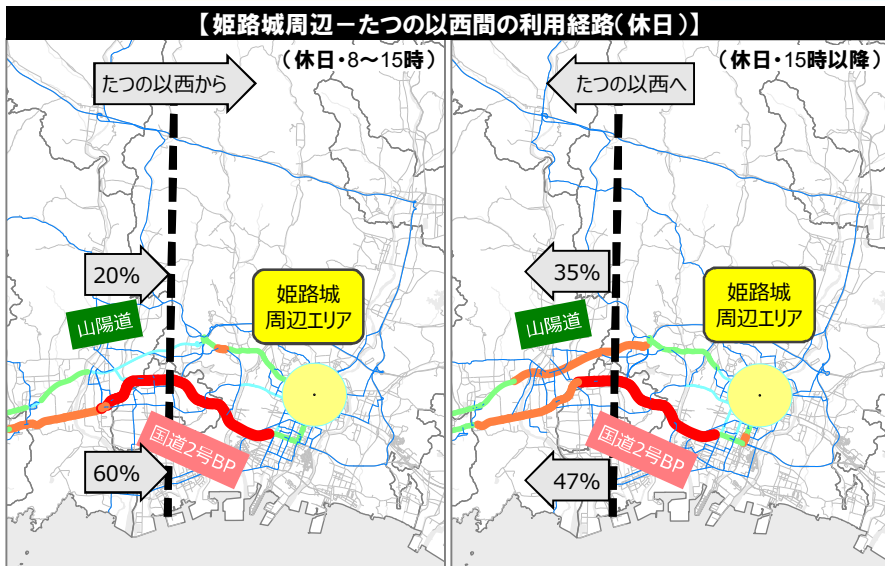 【姫路城周辺－たつの以西間の利用経路(休日)】
(休日・8～15時)
たつの以西から
20%
姫路城
周辺エリア
山陽道
国道2号BP
60%
(休日・15時以降)
たつの以西へ
35%
姫路城
周辺エリア
山陽道
国道2号BP
47%